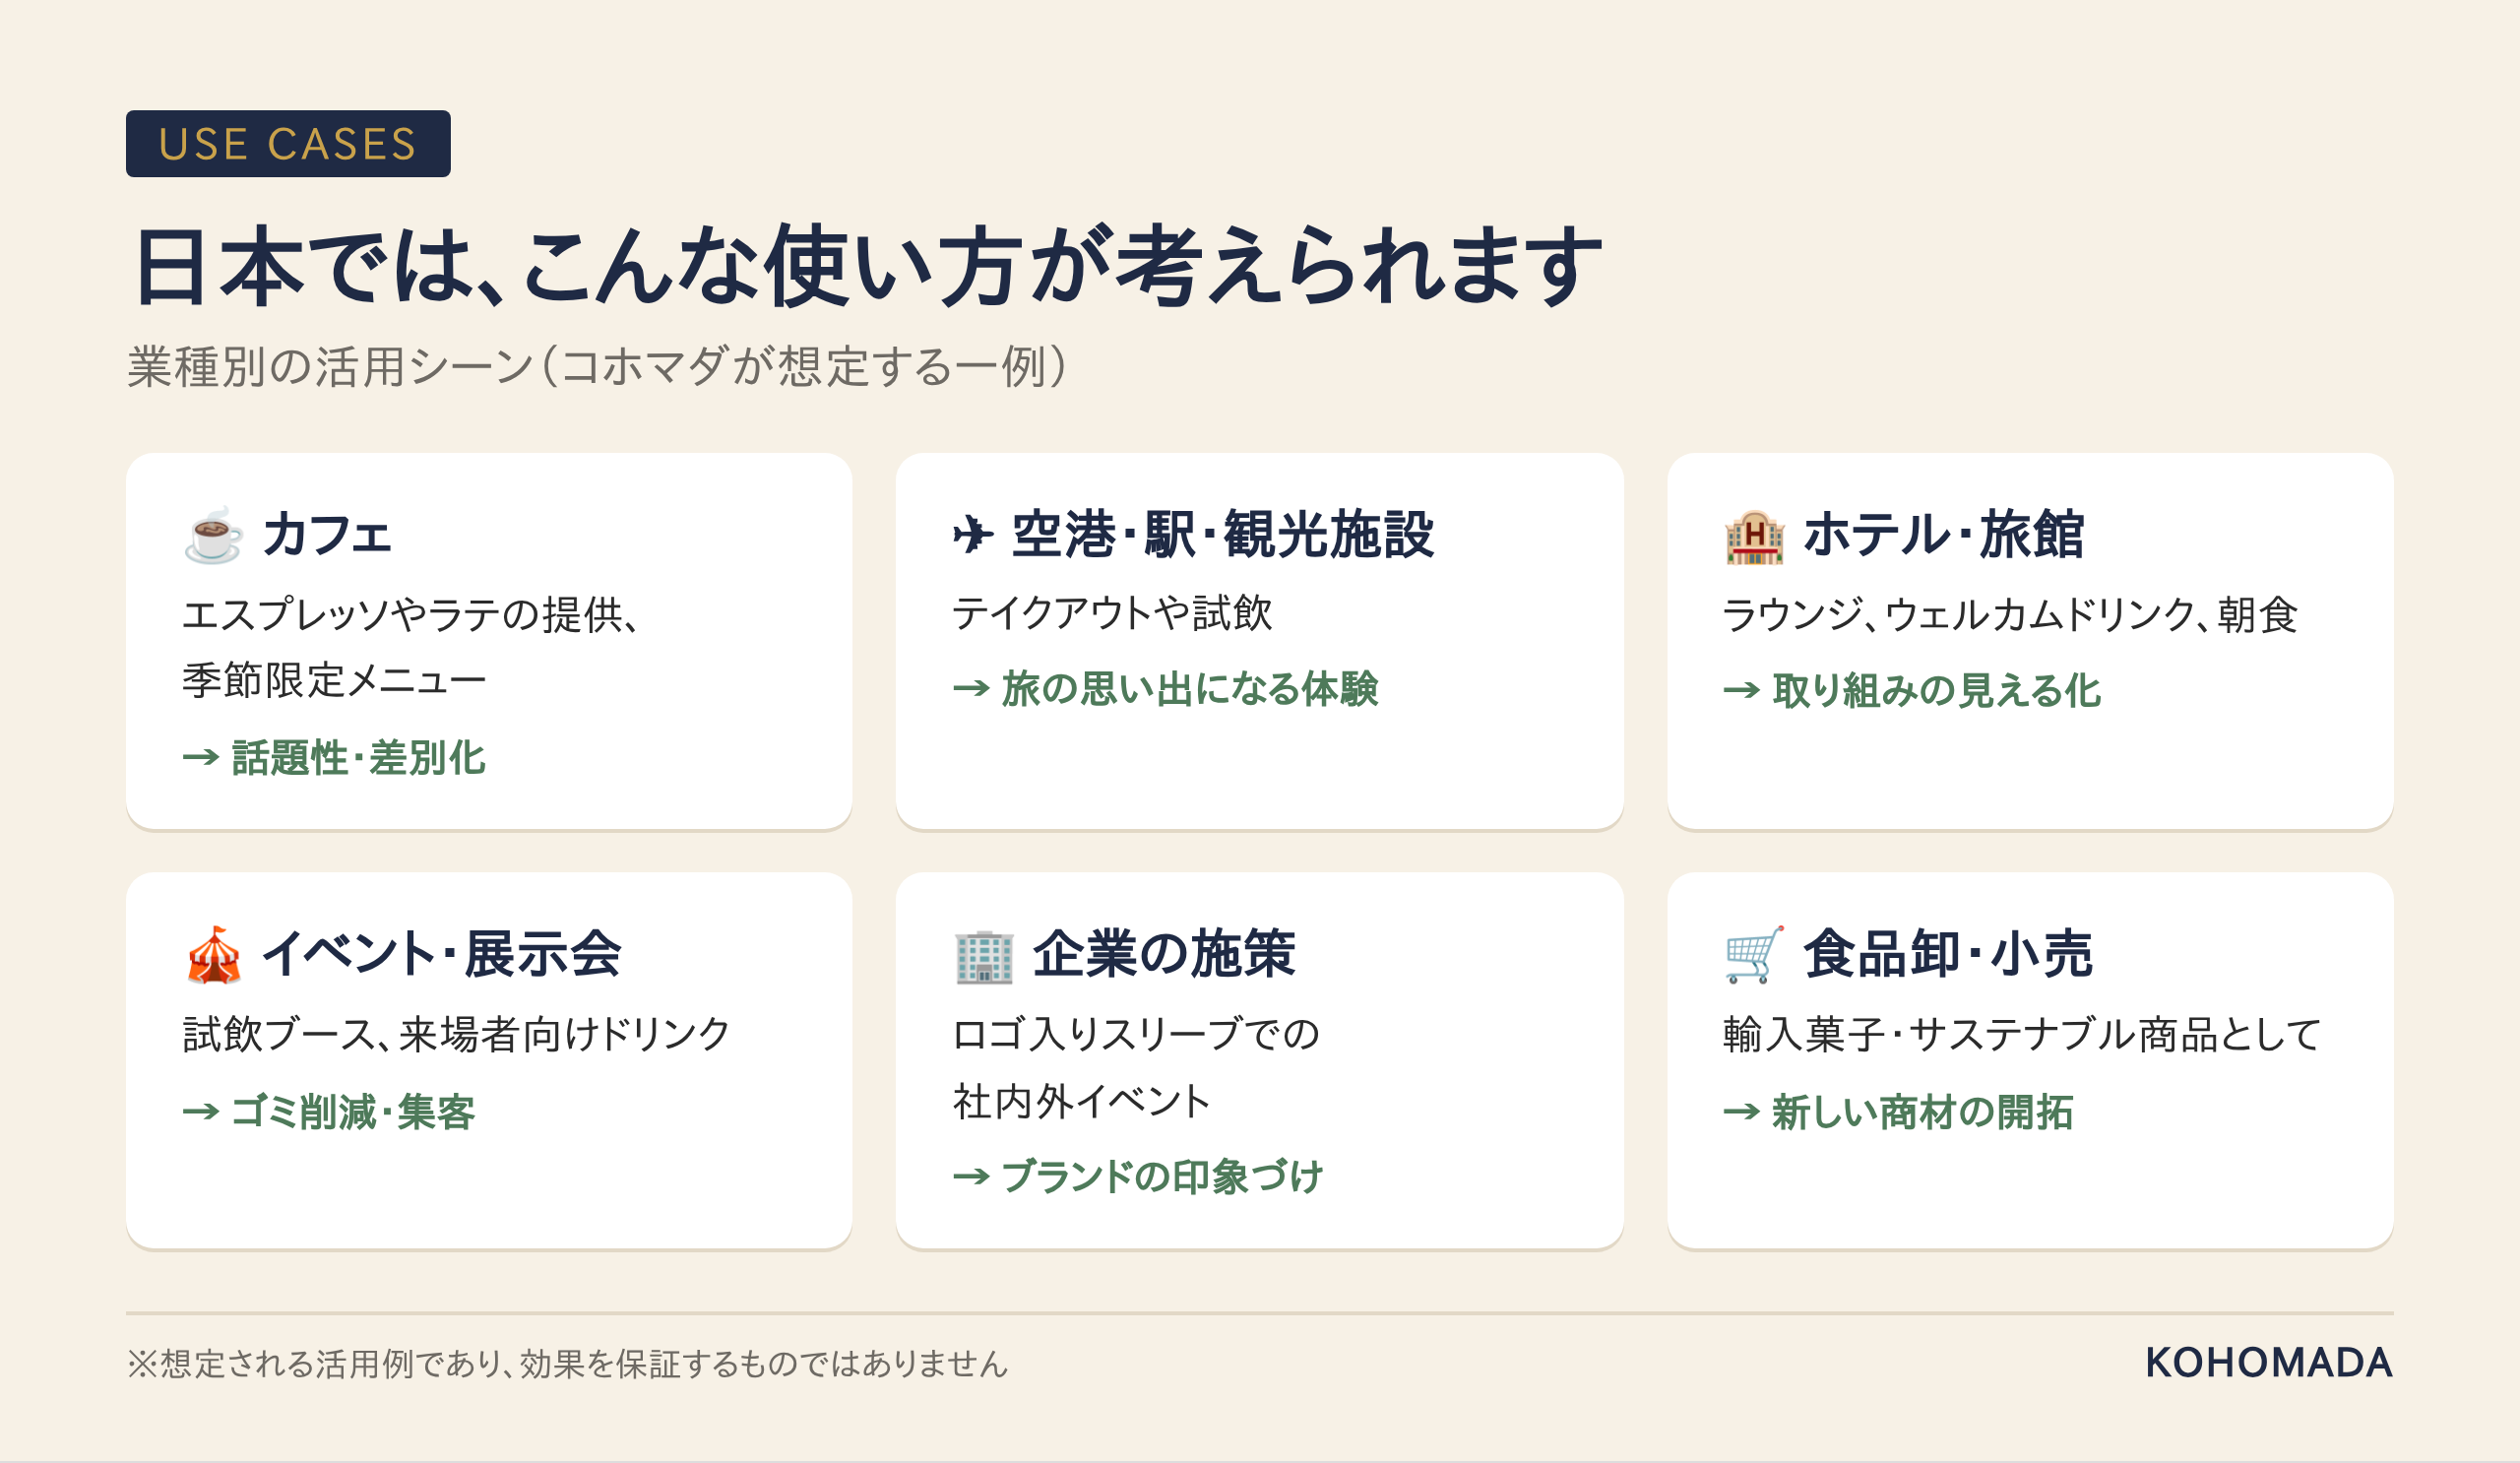 USE CASES
日本では、こんな使い方が考えられます
業種別の活用シーン（コホマダが想定する一例）
☕ カフェ
エスプレッソやラテの提供、
季節限定メニュー
→ 話題性・差別化
✈ 空港・駅・観光施設
テイクアウトや試飲
→ 旅の思い出になる体験
🏨 ホテル・旅館
ラウンジ、ウェルカムドリンク、朝食
→ 取り組みの見える化
🎪 イベント・展示会
試飲ブース、来場者向けドリンク
→ ゴミ削減・集客
🏢 企業の施策
ロゴ入りスリーブでの
社内外イベント
→ ブランドの印象づけ
🛒 食品卸・小売
輸入菓子・サステナブル商品として
→ 新しい商材の開拓
※想定される活用例であり、効果を保証するものではありません
KOHOMADA